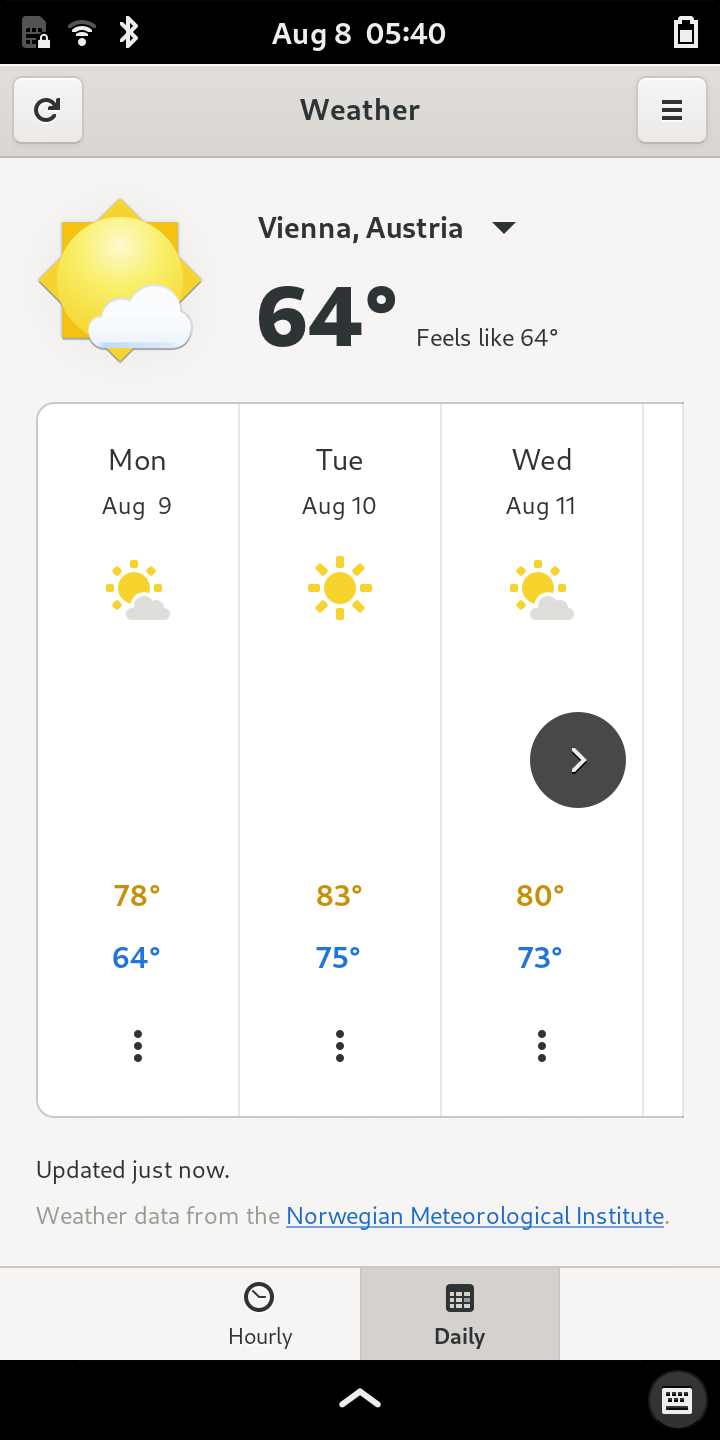 Aug 8 05:40
Weather
Vienna, Austria
64° Feels like 64°
Mon Tue Wed
Aug 9 Aug 10 Aug 11
78° 83° 80°
64° 75° 73°
Updated just now.
Weather data from the Norwegian Meteorological Institute.
Hourly Daily